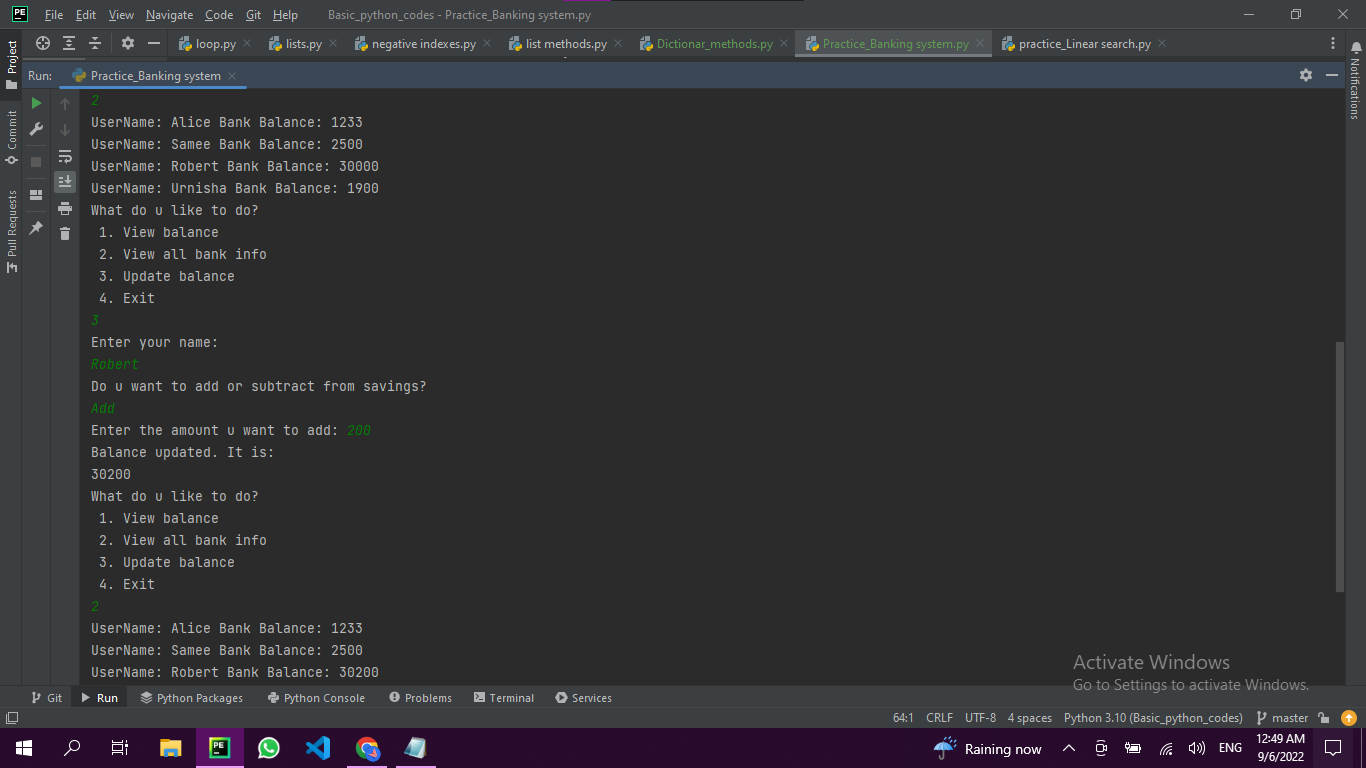 PE File Edit View Navigate Code Git Help Basic_python_codes - Practice_Banking system.py
loop.py lists.py negative indexes.py list methods.py Dictionar_methods.py Practice_Banking system.py practice_Linear search.py
Run: Practice_Banking system
Project
Commit
Pull Requests
Notifications
2
UserName: Alice Bank Balance: 1233
UserName: Samee Bank Balance: 2500
UserName: Robert Bank Balance: 30000
UserName: Urnisha Bank Balance: 1900
What do u like to do?
1. View balance
2. View all bank info
3. Update balance
4. Exit
3
Enter your name:
Robert
Do u want to add or subtract from savings?
Add
Enter the amount u want to add: 200
Balance updated. It is:
30200
What do u like to do?
1. View balance
2. View all bank info
3. Update balance
4. Exit
2
UserName: Alice Bank Balance: 1233
UserName: Samee Bank Balance: 2500
UserName: Robert Bank Balance: 30200
Activate Windows
Go to Settings to activate Windows.
Git Run Python Packages Python Console Problems Terminal Services
64:1 CRLF UTF-8 4 spaces Python 3.10 (Basic_python_codes) master
PE Raining now ENG 12:49 AM
9/6/2022